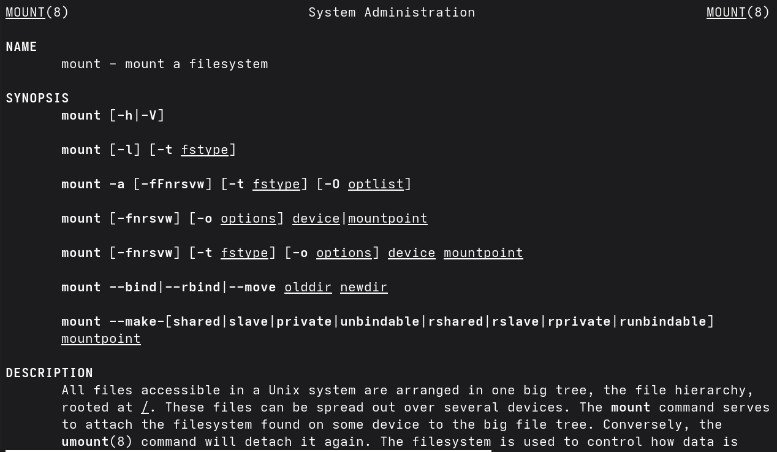 MOUNT(8) System Administration MOUNT(8)
NAME
mount - mount a filesystem
SYNOPSIS
mount [-h|-V]
mount [-l] [-t fstype]
mount -a [-fFnrsvw] [-t fstype] [-O optlist]
mount [-fnrsvw] [-o options] device|mountpoint
mount [-fnrsvw] [-t fstype] [-o options] device mountpoint
mount --bind|--rbind|--move olddir newdir
mount --make-[shared|slave|private|unbindable|rshared|rslave|rprivate|runbindable]
mountpoint
DESCRIPTION
All files accessible in a Unix system are arranged in one big tree, the file hierarchy,
rooted at /. These files can be spread out over several devices. The mount command serves
to attach the filesystem found on some device to the big file tree. Conversely, the
umount(8) command will detach it again. The filesystem is used to control how data is